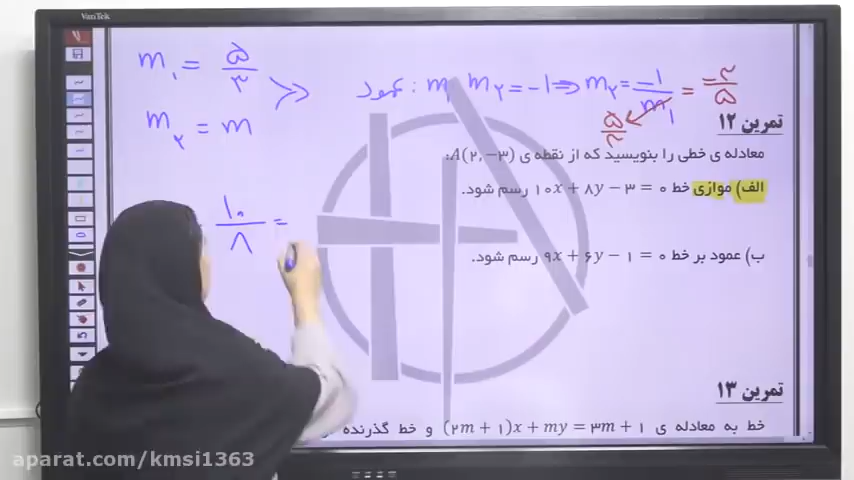 VanTek
m₁ = ۵/۲
m₂ = m
عمود : m₁ m₂ = -۱ ⇒ m₂ = -۱/m₁ = -۲/۵
۵/۲
تمرین ۱۲
معادله ی خطی را بنویسید که از نقطه ی A(۲,−۳):
الف) موازی خط ۱۰x + ۸y − ۳ = ۰ رسم شود.
۱۰/۸ =
ب) عمود بر خط ۹x + ۶y − ۱ = ۰ رسم شود.
تمرین ۱۳
خط به معادله ی (۲m + ۱)x + my = ۳m + ۱ و خط گذرنده
aparat.com/kmsi1363